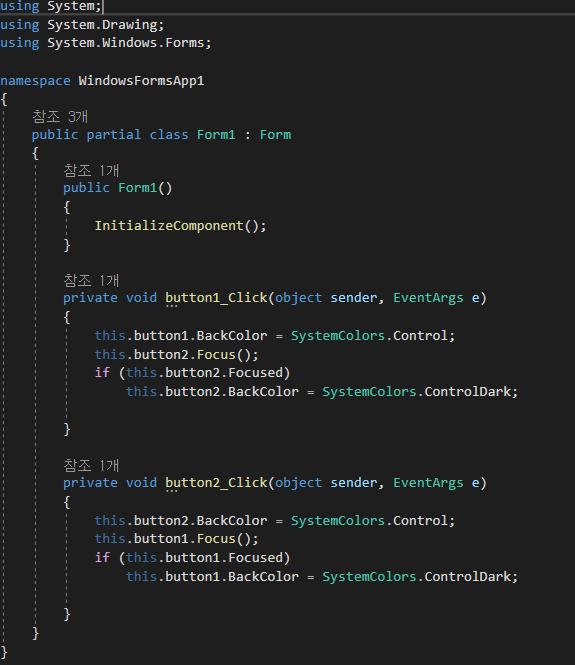 using System;
using System.Drawing;
using System.Windows.Forms;
namespace WindowsFormsApp1
{
참조 3개
public partial class Form1 : Form
{
참조 1개
public Form1()
{
InitializeComponent();
}
참조 1개
private void button1_Click(object sender, EventArgs e)
{
this.button1.BackColor = SystemColors.Control;
this.button2.Focus();
if (this.button2.Focused)
this.button2.BackColor = SystemColors.ControlDark;
}
참조 1개
private void button2_Click(object sender, EventArgs e)
{
this.button2.BackColor = SystemColors.Control;
this.button1.Focus();
if (this.button1.Focused)
this.button1.BackColor = SystemColors.ControlDark;
}
}
}